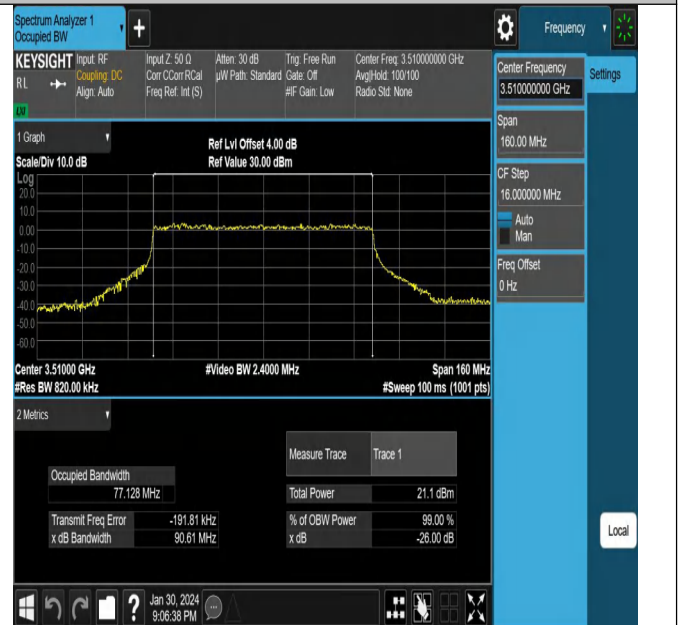 Spectrum Analyzer 1
Occupied BW
Frequency
KEYSIGHT Input: RF Input Z: 50 Ω Atten: 30 dB Trig: Free Run Center Freq: 3.510000000 GHz
RL Coupling: DC Corr CCorr RCal µW Path: Standard Gate: Off Avg|Hold: 100/100
Align: Auto Freq Ref: Int (S) #IF Gain: Low Radio Std: None
1 Graph
Ref Lvl Offset 4.00 dB
Scale/Div 10.0 dB Ref Value 30.00 dBm
Log
20.0
10.0
0.00
-10.0
-20.0
-30.0
-40.0
-50.0
-60.0
Center 3.51000 GHz #Video BW 2.4000 MHz Span 160 MHz
#Res BW 820.00 kHz #Sweep 100 ms (1001 pts)
2 Metrics
Measure Trace Trace 1
Occupied Bandwidth
77.128 MHz
Total Power 21.1 dBm
Transmit Freq Error -191.81 kHz % of OBW Power 99.00 %
x dB Bandwidth 90.61 MHz x dB -26.00 dB
Center Frequency
3.510000000 GHz
Settings
Span
160.00 MHz
CF Step
16.000000 MHz
Auto
Man
Freq Offset
0 Hz
Local
Jan 30, 2024
9:06:38 PM